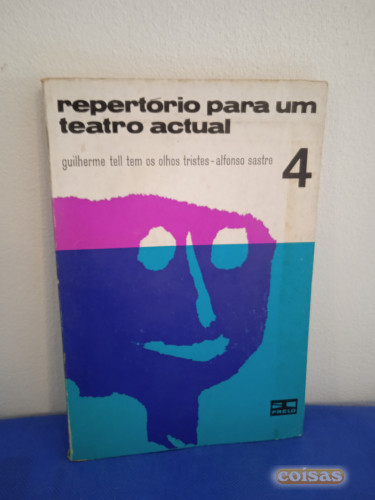 repertório para um
teatro actual
guilherme tell tem os olhos tristes - alfonso sastre
4
PRELO
coisas